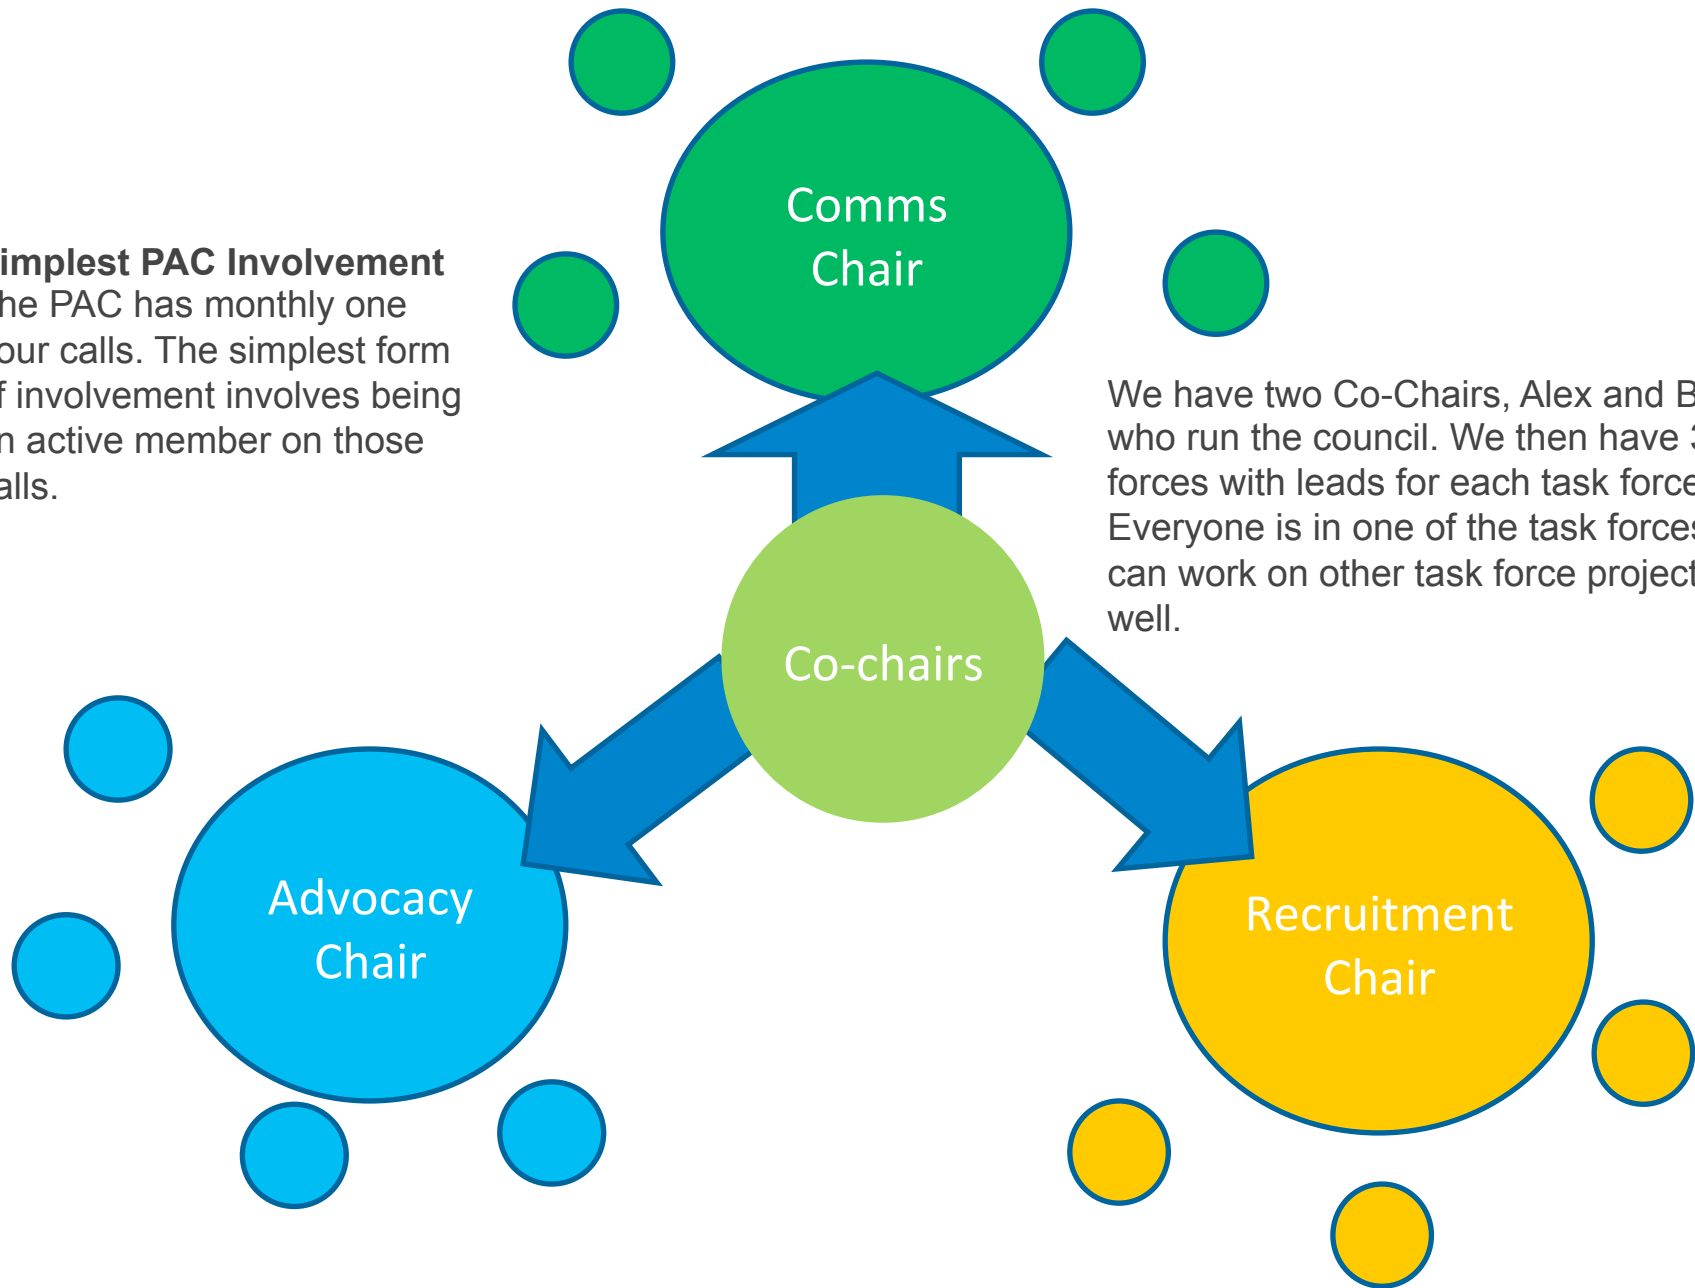 Comms
Chair
implest PAC Involvement
he PAC has monthly one
our calls. The simplest form
f involvement involves being
n active member on those
alls.
We have two Co-Chairs, Alex and B
who run the council. We then have 3
forces with leads for each task force
Everyone is in one of the task forces
can work on other task force project
well.
Co-chairs
Advocacy
Chair
Recruitment
Chair